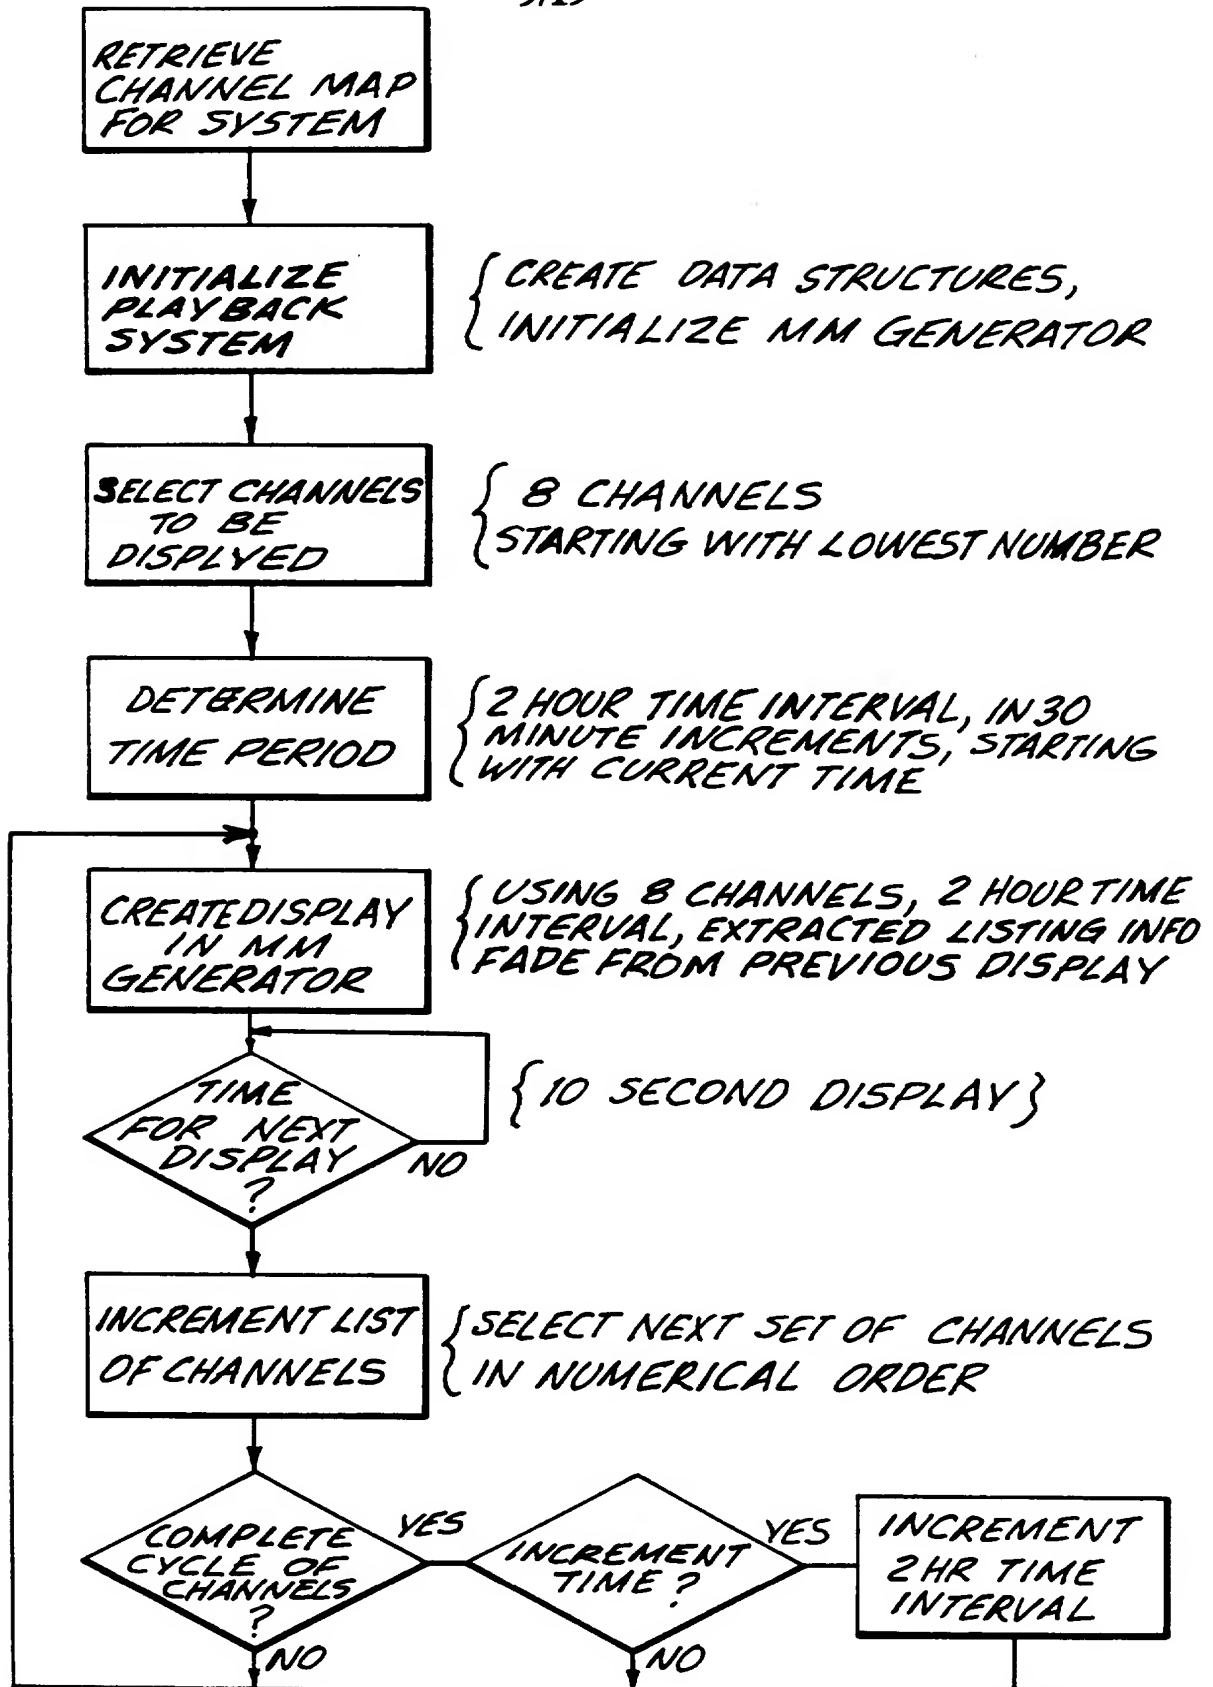 RETRIEVE
CHANNEL MAP
FOR SYSTEM
INITIALIZE
PLAYBACK
SYSTEM
{ CREATE DATA STRUCTURES,
INITIALIZE MM GENERATOR
SELECT CHANNELS
TO BE
DISPLYED
{ 8 CHANNELS
STARTING WITH LOWEST NUMBER
DETERMINE
TIME PERIOD
{ 2 HOUR TIME INTERVAL, IN 30
MINUTE INCREMENTS, STARTING
WITH CURRENT TIME
CREATE DISPLAY
IN MM
GENERATOR
{ USING 8 CHANNELS, 2 HOUR TIME
INTERVAL, EXTRACTED LISTING INFO
FADE FROM PREVIOUS DISPLAY
TIME
FOR NEXT
DISPLAY
?
NO
{ 10 SECOND DISPLAY }
INCREMENT LIST
OF CHANNELS
{ SELECT NEXT SET OF CHANNELS
IN NUMERICAL ORDER
COMPLETE
CYCLE OF
CHANNELS
?
YES
NO
INCREMENT
TIME ?
YES
NO
INCREMENT
2 HR TIME
INTERVAL